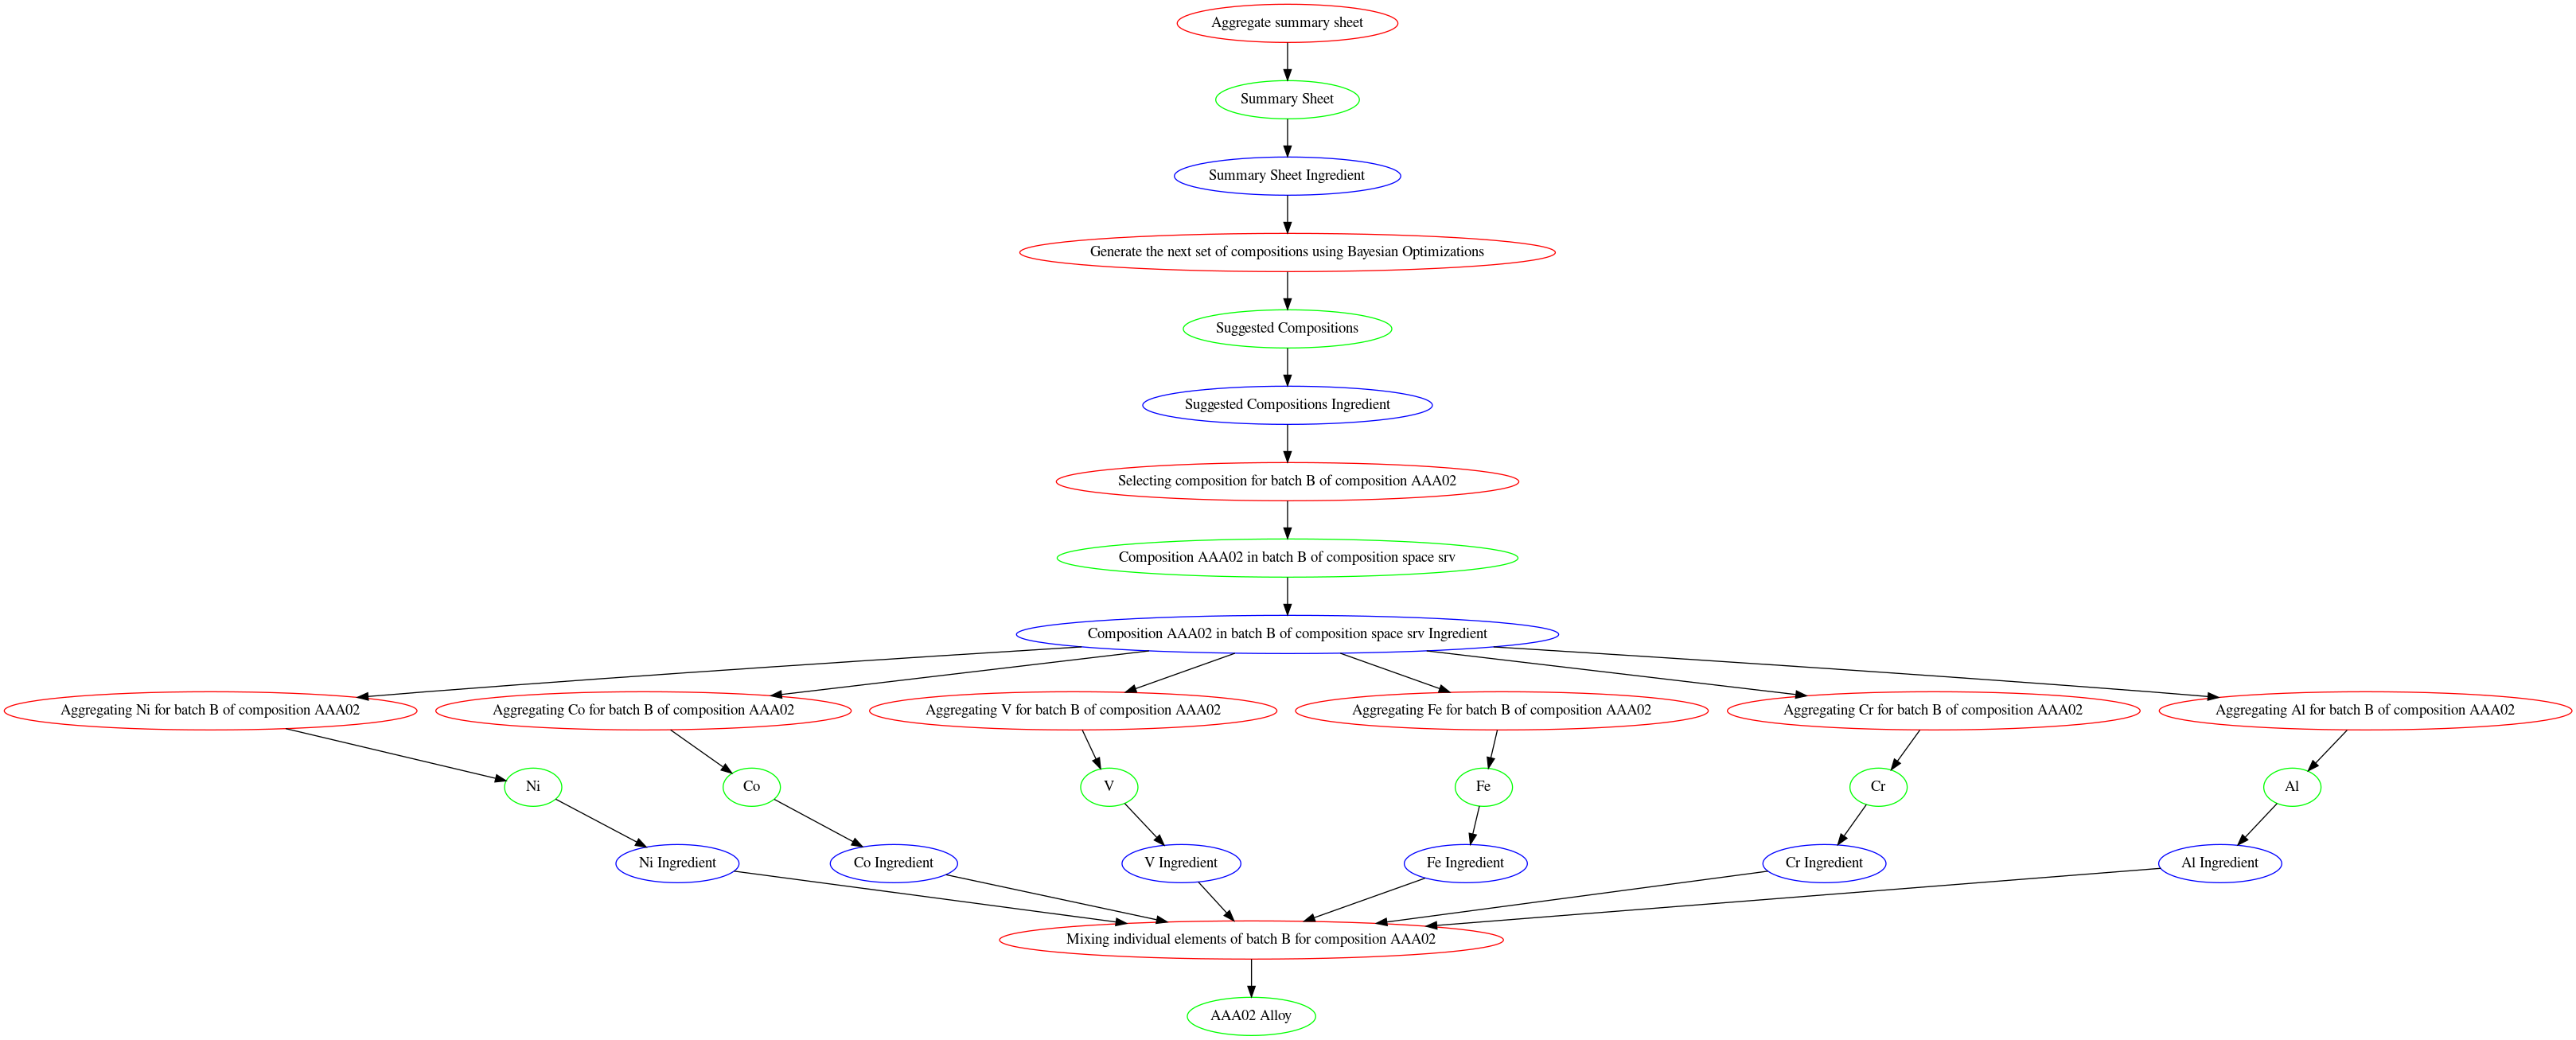 Aggregate summary sheet
Summary Sheet
Summary Sheet Ingredient
Generate the next set of compositions using Bayesian Optimizations
Suggested Compositions
Suggested Compositions Ingredient
Selecting composition for batch B of composition AAA02
Composition AAA02 in batch B of composition space srv
Composition AAA02 in batch B of composition space srv Ingredient
Aggregating Ni for batch B of composition AAA02
Aggregating Co for batch B of composition AAA02
Aggregating V for batch B of composition AAA02
Aggregating Fe for batch B of composition AAA02
Aggregating Cr for batch B of composition AAA02
Aggregating Al for batch B of composition AAA02
Ni
Co
V
Fe
Cr
Al
Ni Ingredient
Co Ingredient
V Ingredient
Fe Ingredient
Cr Ingredient
Al Ingredient
Mixing individual elements of batch B for composition AAA02
AAA02 Alloy